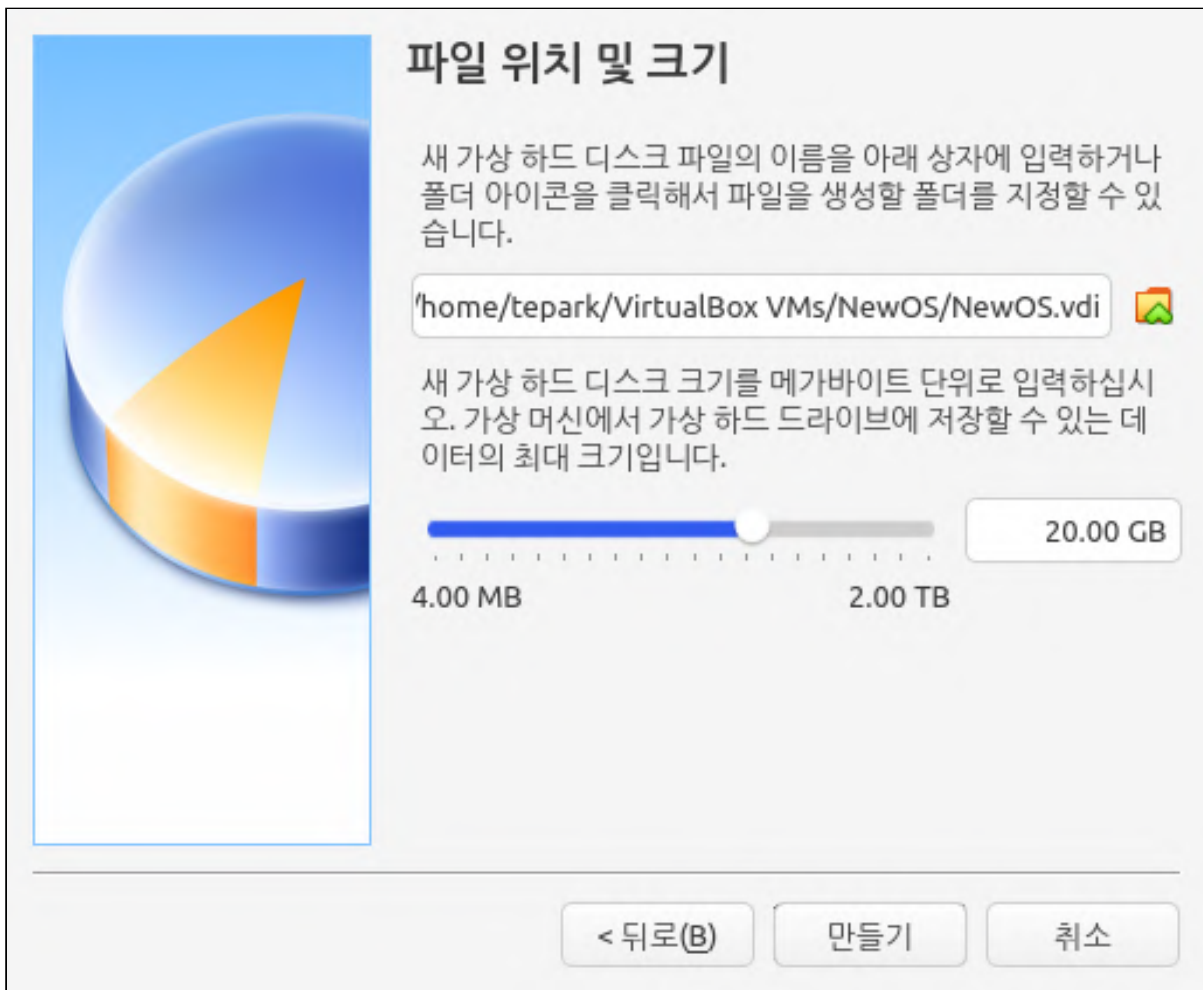 파일 위치 및 크기
새 가상 하드 디스크 파일의 이름을 아래 상자에 입력하거나
폴더 아이콘을 클릭해서 파일을 생성할 폴더를 지정할 수 있
습니다.
/home/tepark/VirtualBox VMs/NewOS/NewOS.vdi
새 가상 하드 디스크 크기를 메가바이트 단위로 입력하십시
오. 가상 머신에서 가상 하드 드라이브에 저장할 수 있는 데
이터의 최대 크기입니다.
20.00 GB
4.00 MB 2.00 TB
< 뒤로(B) 만들기 취소